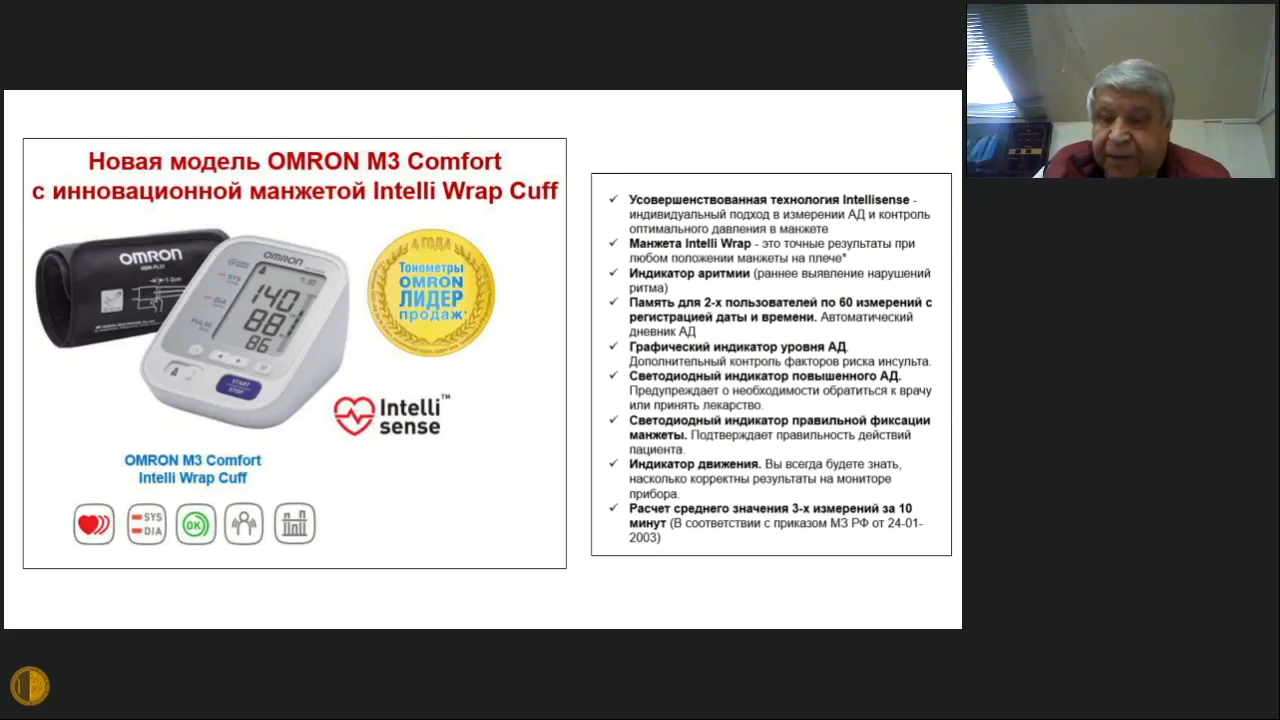 Новая модель OMRON M3 Comfort
с инновационной манжетой Intelli Wrap Cuff
OMRON
1-2cm
OMRON
SYS
DIA
PULSE
140
88
86
START
STOP
4 ГОДА
Тонометры
OMRON
ЛИДЕР
продаж*
Intelli™
sense
OMRON M3 Comfort
Intelli Wrap Cuff
SYS
DIA
OK
✓ Усовершенствованная технология Intellisense -
индивидуальный подход в измерении АД и контроль
оптимального давления в манжете
✓ Манжета Intelli Wrap - это точные результаты при
любом положении манжеты на плече*
✓ Индикатор аритмии (раннее выявление нарушений
ритма)
✓ Память для 2-х пользователей по 60 измерений с
регистрацией даты и времени. Автоматический
дневник АД
✓ Графический индикатор уровня АД.
Дополнительный контроль факторов риска инсульта.
✓ Светодиодный индикатор повышенного АД.
Предупреждает о необходимости обратиться к врачу
или принять лекарство.
✓ Светодиодный индикатор правильной фиксации
манжеты. Подтверждает правильность действий
пациента.
✓ Индикатор движения. Вы всегда будете знать,
насколько корректны результаты на мониторе
прибора.
✓ Расчет среднего значения 3-х измерений за 10
минут (В соответствии с приказом МЗ РФ от 24-01-
2003)